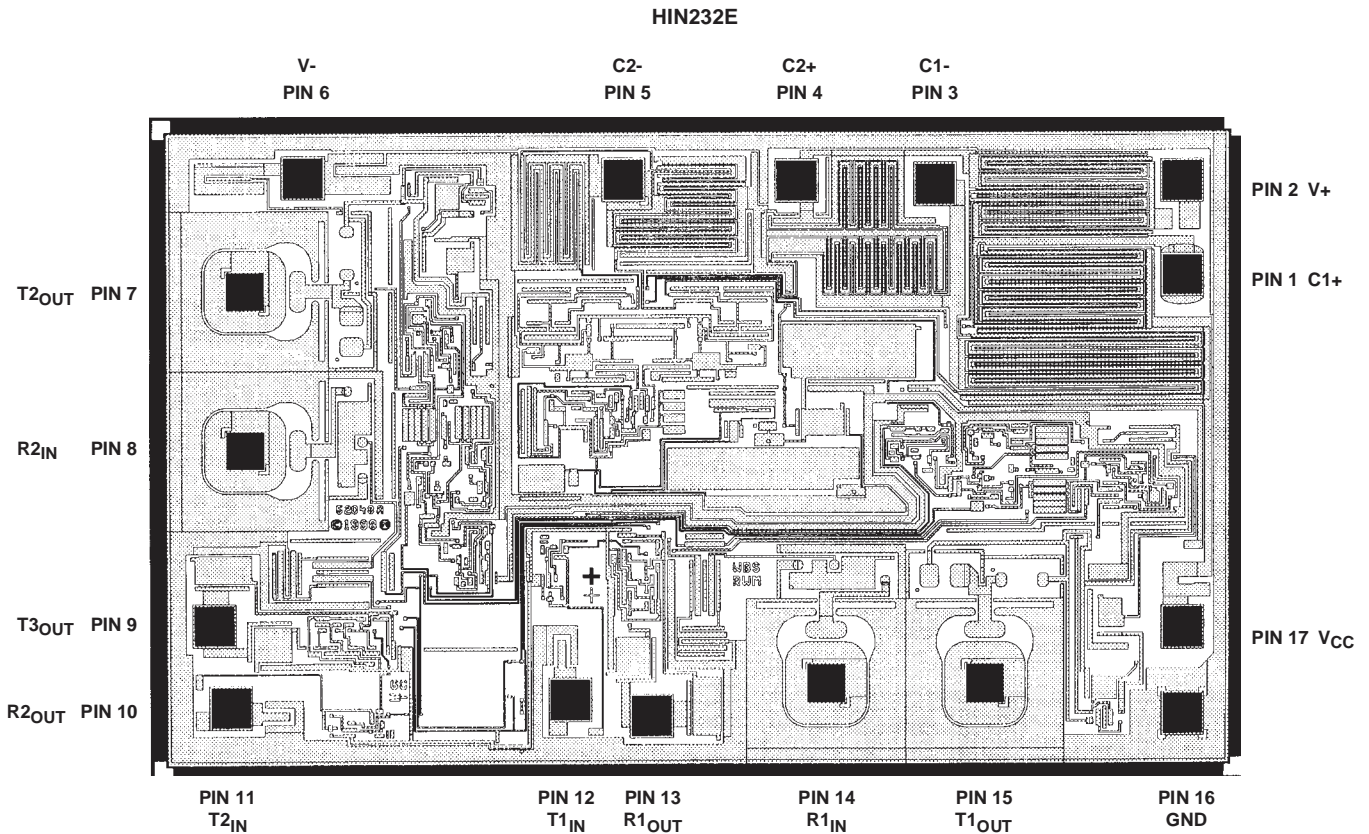 HIN232E
V- C2- C2+ C1-
PIN 6 PIN 5 PIN 4 PIN 3
PIN 2 V+
T2OUT PIN 7
PIN 1 C1+
R2IN PIN 8
T3OUT PIN 9
PIN 17 VCC
R2OUT PIN 10
WBS
RWM
PIN 11 PIN 12 PIN 13 PIN 14 PIN 15 PIN 16
T2IN T1IN R1OUT R1IN T1OUT GND